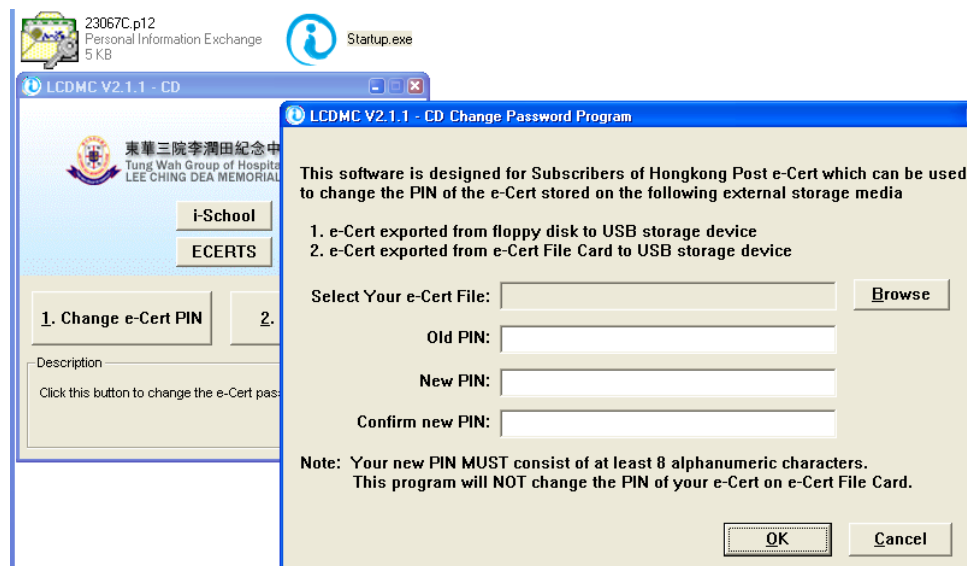 23067C.p12
Personal Information Exchange
5 KB
Startup.exe
LCDMC V2.1.1 - CD
東華三院李潤田紀念中
Tung Wah Group of Hospita
LEE CHING DEA MEMORIAL
i-School
ECERTS
1. Change e-Cert PIN
2.
Description
Click this button to change the e-Cert pas
LCDMC V2.1.1 - CD Change Password Program
This software is designed for Subscribers of Hongkong Post e-Cert which can be used
to change the PIN of the e-Cert stored on the following external storage media
1. e-Cert exported from floppy disk to USB storage device
2. e-Cert exported from e-Cert File Card to USB storage device
Select Your e-Cert File:
Browse
Old PIN:
New PIN:
Confirm new PIN:
Note: Your new PIN MUST consist of at least 8 alphanumeric characters.
This program will NOT change the PIN of your e-Cert on e-Cert File Card.
OK
Cancel